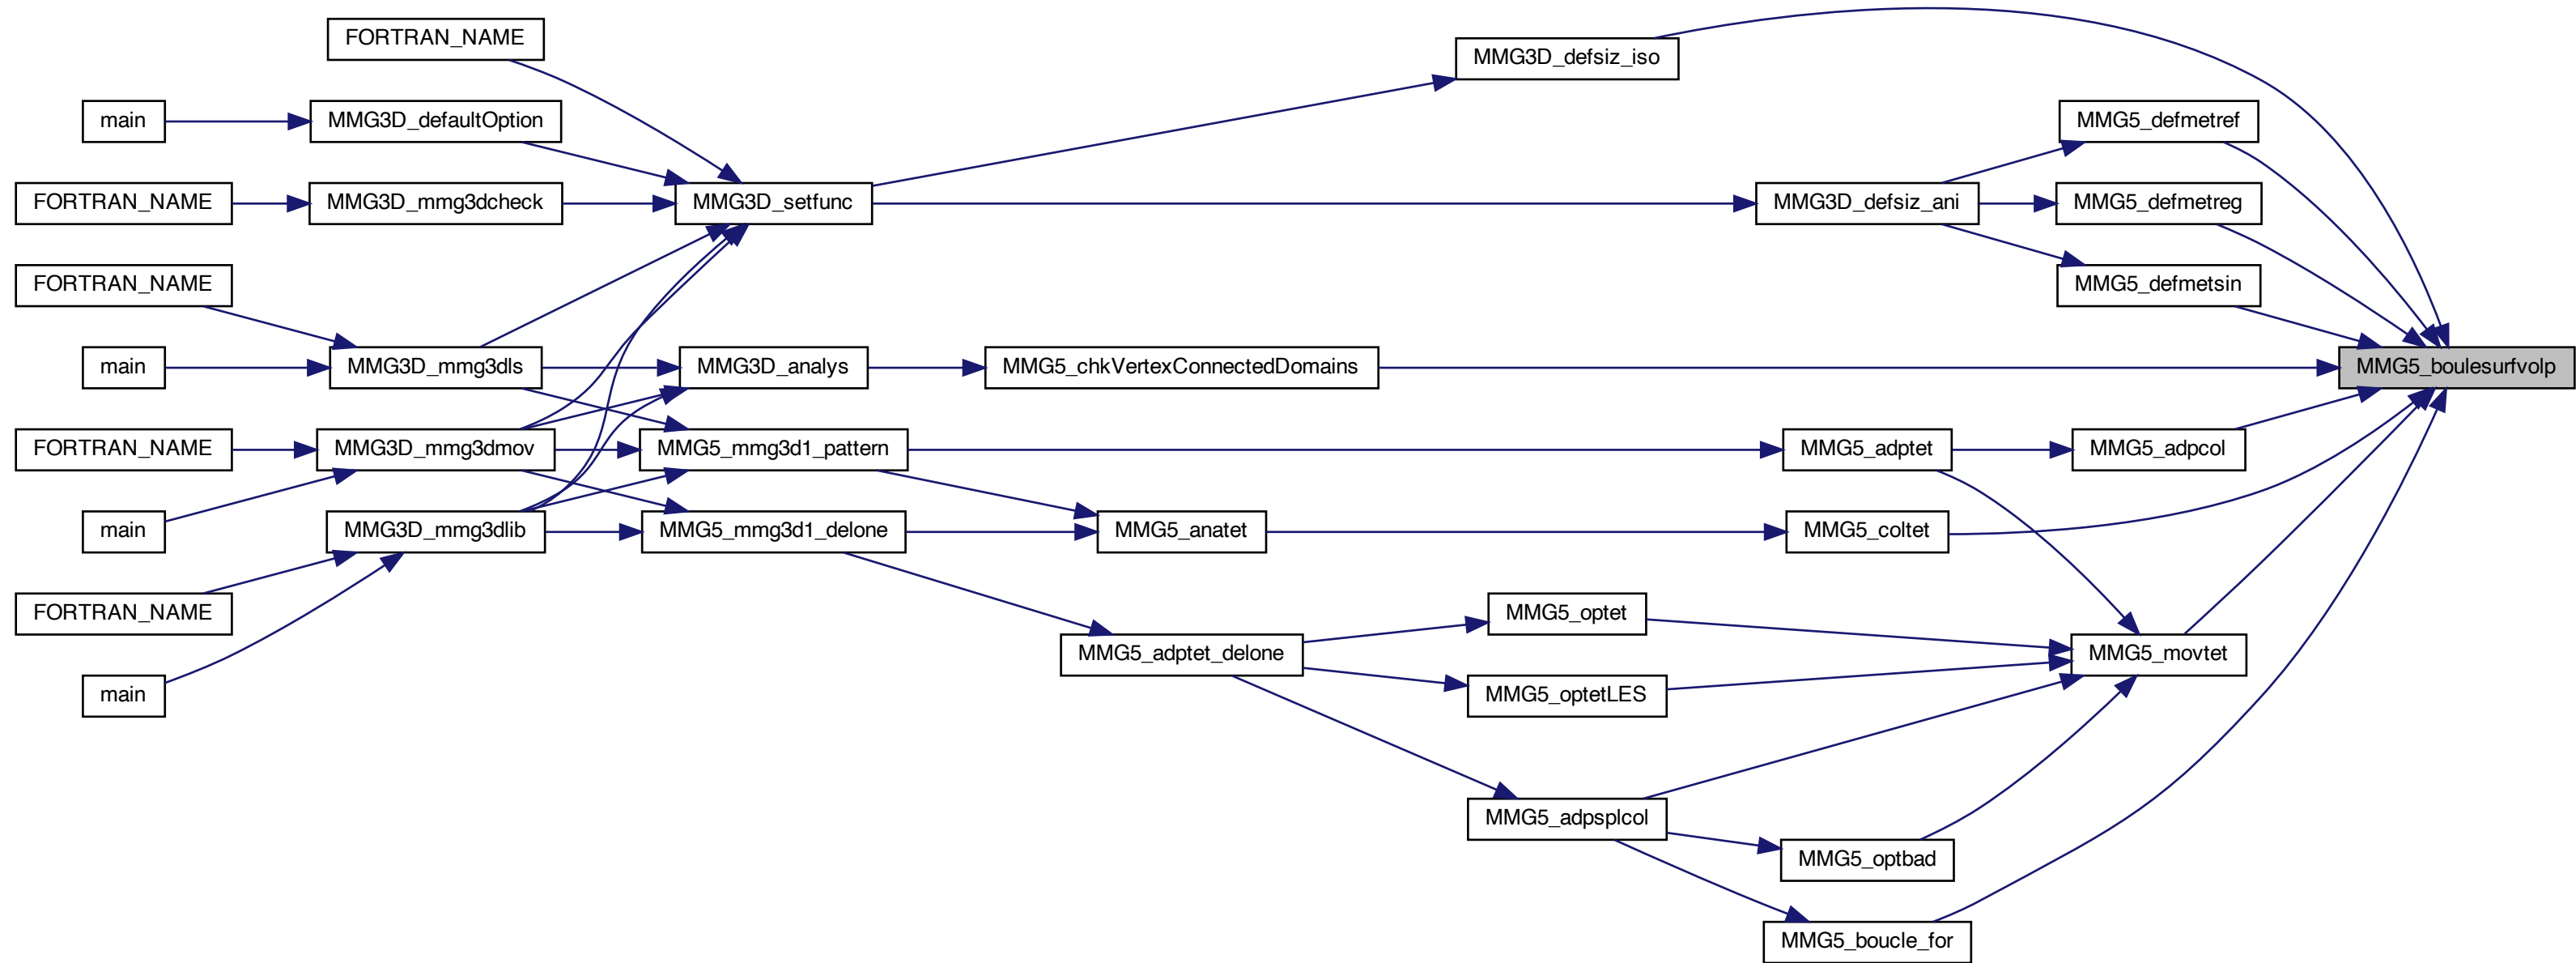 FORTRAN_NAME
MMG3D_defsiz_iso
main
MMG3D_defaultOption
MMG5_defmetref
FORTRAN_NAME
MMG3D_mmg3dcheck
MMG3D_setfunc
MMG3D_defsiz_ani
MMG5_defmetreg
FORTRAN_NAME
MMG5_defmetsin
main
MMG3D_mmg3dls
MMG3D_analys
MMG5_chkVertexConnectedDomains
MMG5_boulesurfvolp
FORTRAN_NAME
MMG3D_mmg3dmov
MMG5_mmg3d1_pattern
MMG5_adptet
MMG5_adpcol
main
MMG3D_mmg3dlib
MMG5_mmg3d1_delone
MMG5_anatet
MMG5_coltet
FORTRAN_NAME
MMG5_optet
MMG5_adptet_delone
MMG5_movtet
main
MMG5_optetLES
MMG5_adpsplcol
MMG5_optbad
MMG5_boucle_for